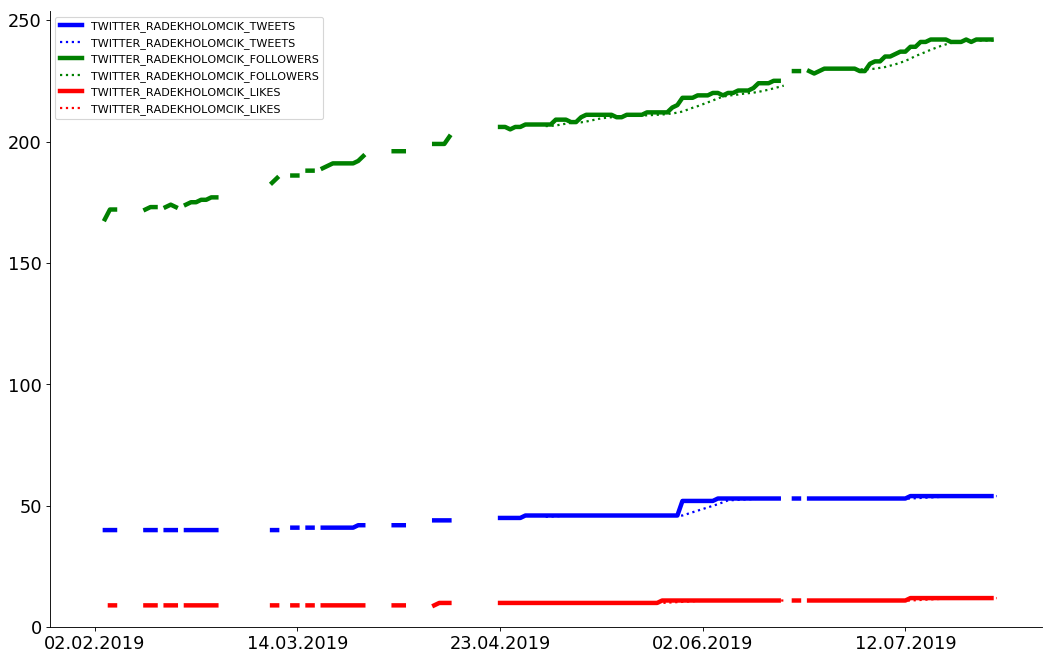 250
200
150
100
50
0
TWITTER_RADEKHOLOMCIK_TWEETS
TWITTER_RADEKHOLOMCIK_TWEETS
TWITTER_RADEKHOLOMCIK_FOLLOWERS
TWITTER_RADEKHOLOMCIK_FOLLOWERS
TWITTER_RADEKHOLOMCIK_LIKES
TWITTER_RADEKHOLOMCIK_LIKES
02.02.2019 14.03.2019 23.04.2019 02.06.2019 12.07.2019